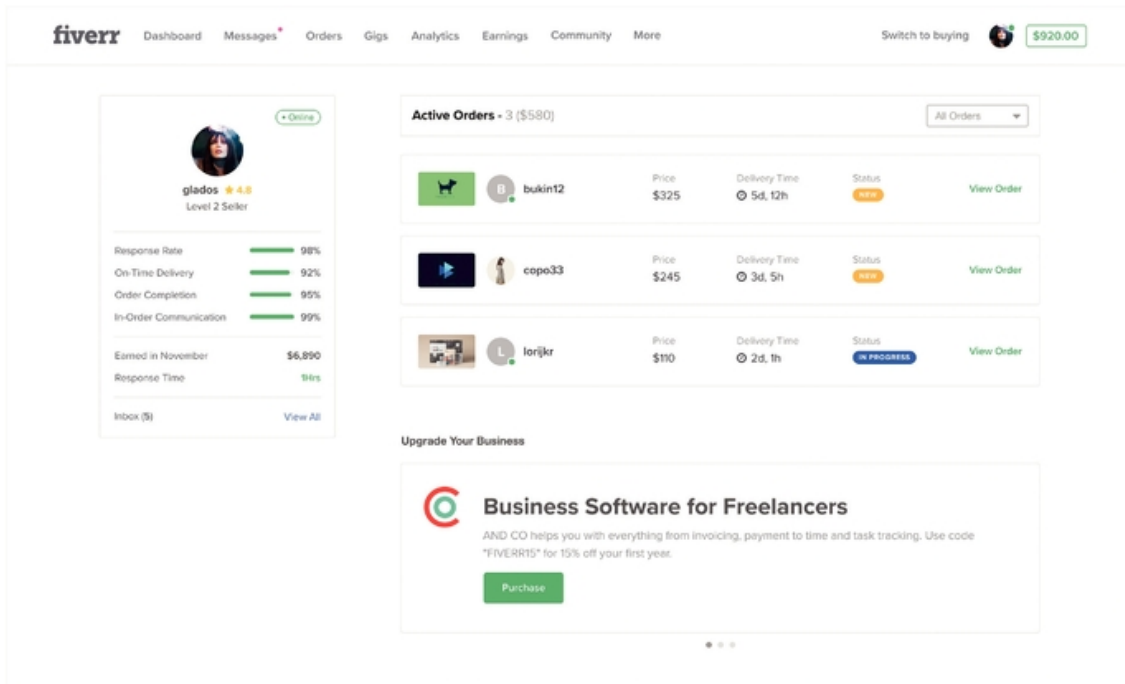 fiverr Dashboard Messages Orders Gigs Analytics Earnings Community More Switch to buying $920.00
• Online
glados ★ 4.8
Level 2 Seller
Response Rate 98%
On-Time Delivery 92%
Order Completion 95%
In-Order Communication 99%
Earned in November $6,890
Response Time 1Hrs
Inbox (5) View All
Active Orders • 3 ($580) All Orders
B bukin12 Price $325 Delivery Time 5d, 12h Status NEW View Order
copo33 Price $245 Delivery Time 3d, 5h Status NEW View Order
L lorijkr Price $110 Delivery Time 2d, 1h Status IN PROGRESS View Order
Upgrade Your Business
Business Software for Freelancers
AND CO helps you with everything from invoicing, payment to time and task tracking. Use code
"FIVERR15" for 15% off your first year.
Purchase